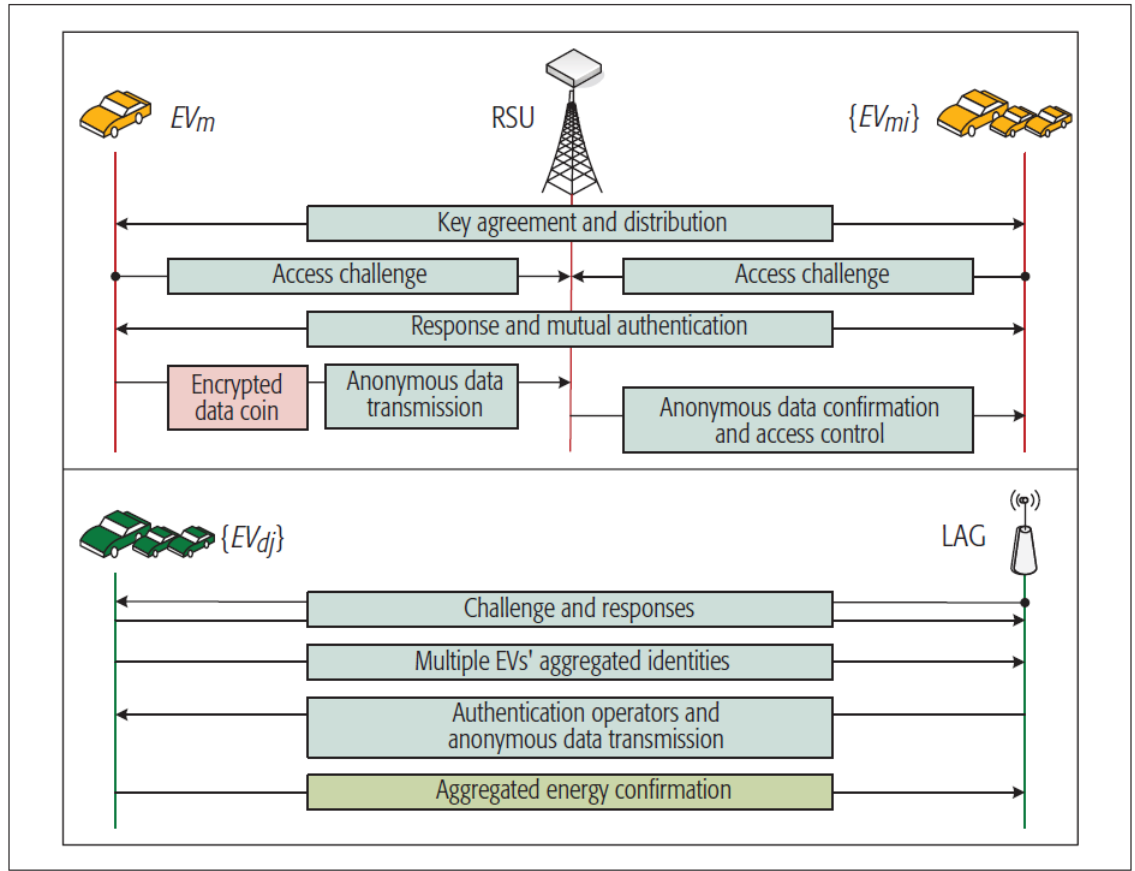 EVm
RSU
{EVmi}
Key agreement and distribution
Access challenge
Access challenge
Response and mutual authentication
Encrypted
data coin
Anonymous data
transmission
Anonymous data confirmation
and access control
{EVdj}
LAG
Challenge and responses
Multiple EVs' aggregated identities
Authentication operators and
anonymous data transmission
Aggregated energy confirmation